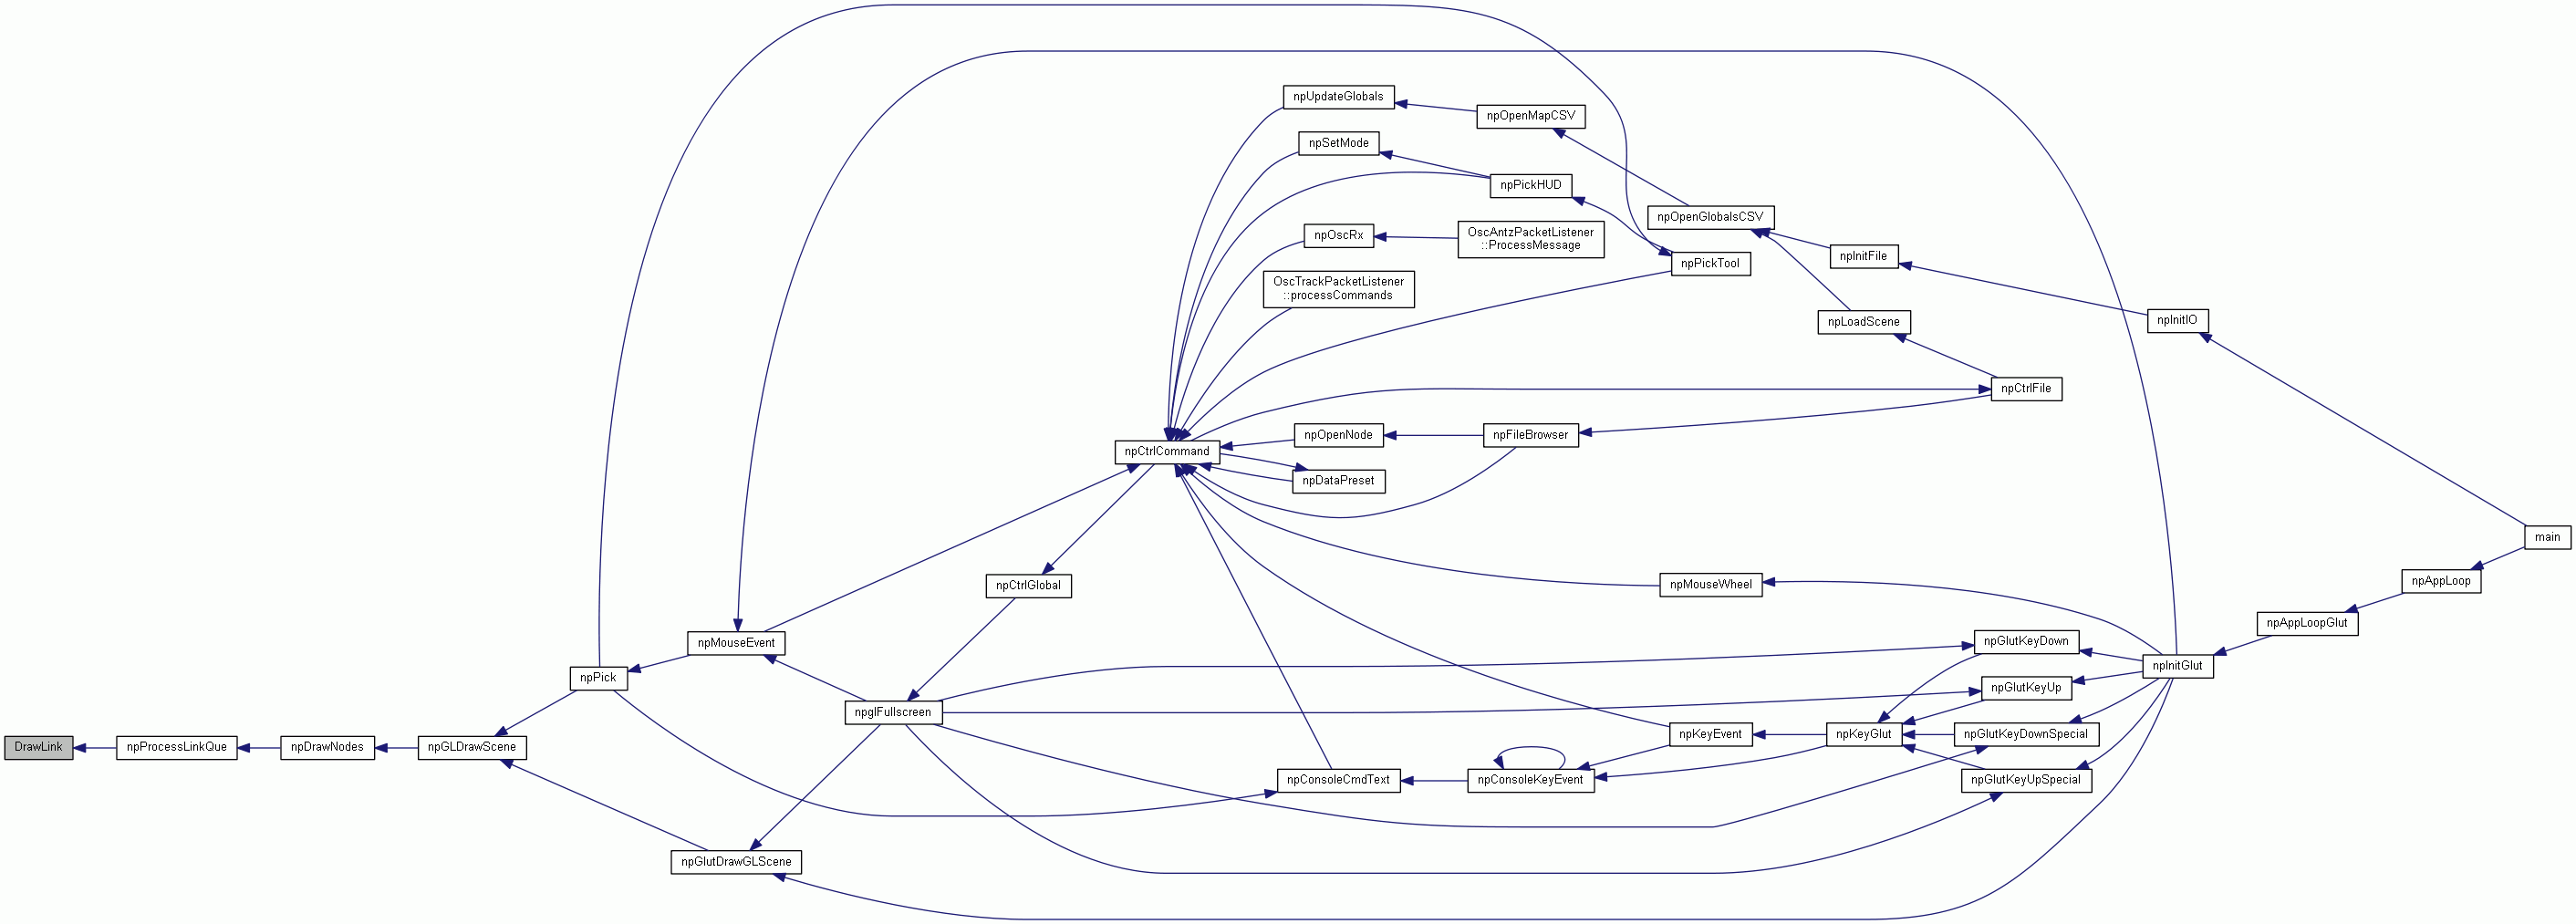 DrawLink
npProcessLinkQue
npDrawNodes
npGLDrawScene
npPick
npGlutDrawGLScene
npMouseEvent
npglFullscreen
npCtrlGlobal
npCtrlCommand
npUpdateGlobals
npSetMode
npOscRx
OscTrackPacketListener
::processCommands
npOpenNode
npDataPreset
npConsoleCmdText
npOpenMapCSV
npPickHUD
OscAntzPacketListener
::ProcessMessage
npFileBrowser
npConsoleKeyEvent
npOpenGlobalsCSV
npPickTool
npMouseWheel
npKeyEvent
npInitFile
npLoadScene
npKeyGlut
npCtrlFile
npGlutKeyDown
npGlutKeyUp
npGlutKeyDownSpecial
npGlutKeyUpSpecial
npInitIO
npInitGlut
npAppLoopGlut
npAppLoop
main